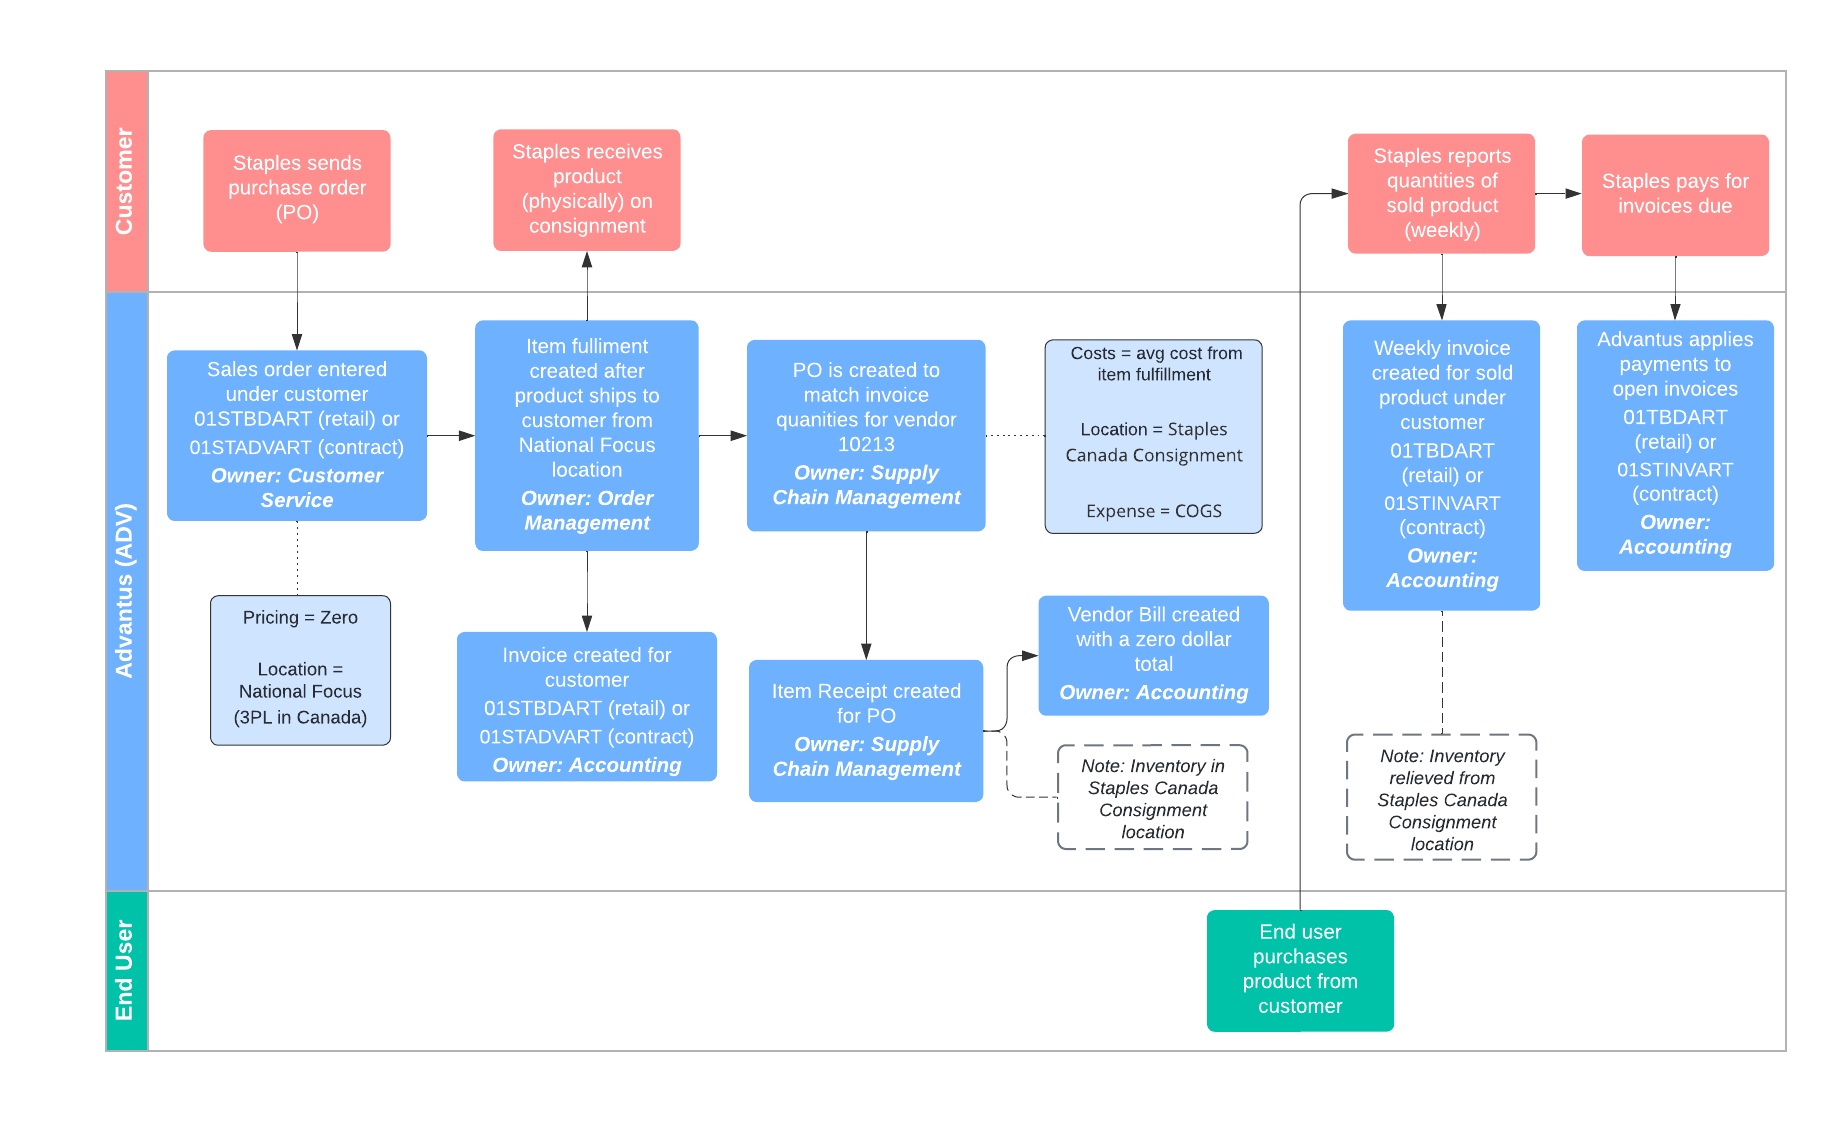 Customer
Staples sends
purchase order
(PO)
Staples receives
product
(physically) on
consignment
Staples reports
quantities of
sold product
(weekly)
Staples pays for
invoices due
Advantus (ADV)
Sales order entered
under customer
01STBDART (retail) or
01STADVART (contract)
Owner: Customer
Service
Item fulliment
created after
product ships to
customer from
National Focus
location
Owner: Order
Management
PO is created to
match invoice
quanities for vendor
10213
Owner: Supply
Chain Management
Costs = avg cost from
item fulfillment
Location = Staples
Canada Consignment
Expense = COGS
Weekly invoice
created for sold
product under
customer
01TBDART
(retail) or
01STINVART
(contract)
Owner:
Accounting
Advantus applies
payments to
open invoices
01TBDART
(retail) or
01STINVART
(contract)
Owner:
Accounting
Pricing = Zero
Location =
National Focus
(3PL in Canada)
Invoice created for
customer
01STBDART (retail) or
01STADVART (contract)
Owner: Accounting
Item Receipt created
for PO
Owner: Supply
Chain Management
Vendor Bill created
with a zero dollar
total
Owner: Accounting
Note: Inventory in
Staples Canada
Consignment
location
Note: Inventory
relieved from
Staples Canada
Consignment
location
End User
End user
purchases
product from
customer